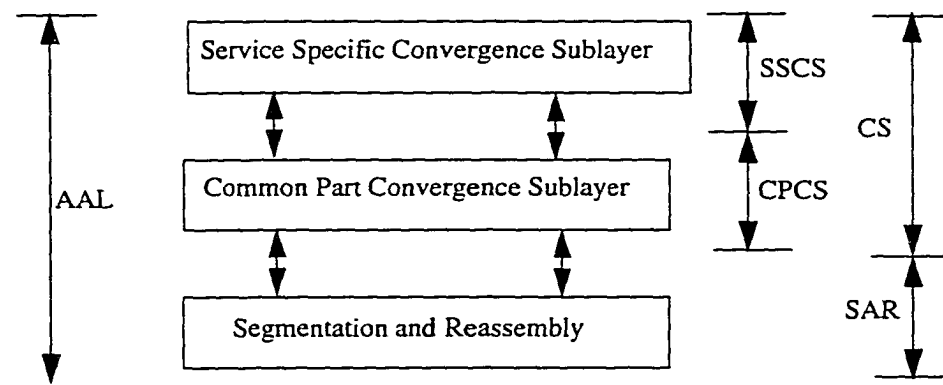 Service Specific Convergence Sublayer
SSCS
CS
Common Part Convergence Sublayer
AAL
CPCS
Segmentation and Reassembly
SAR